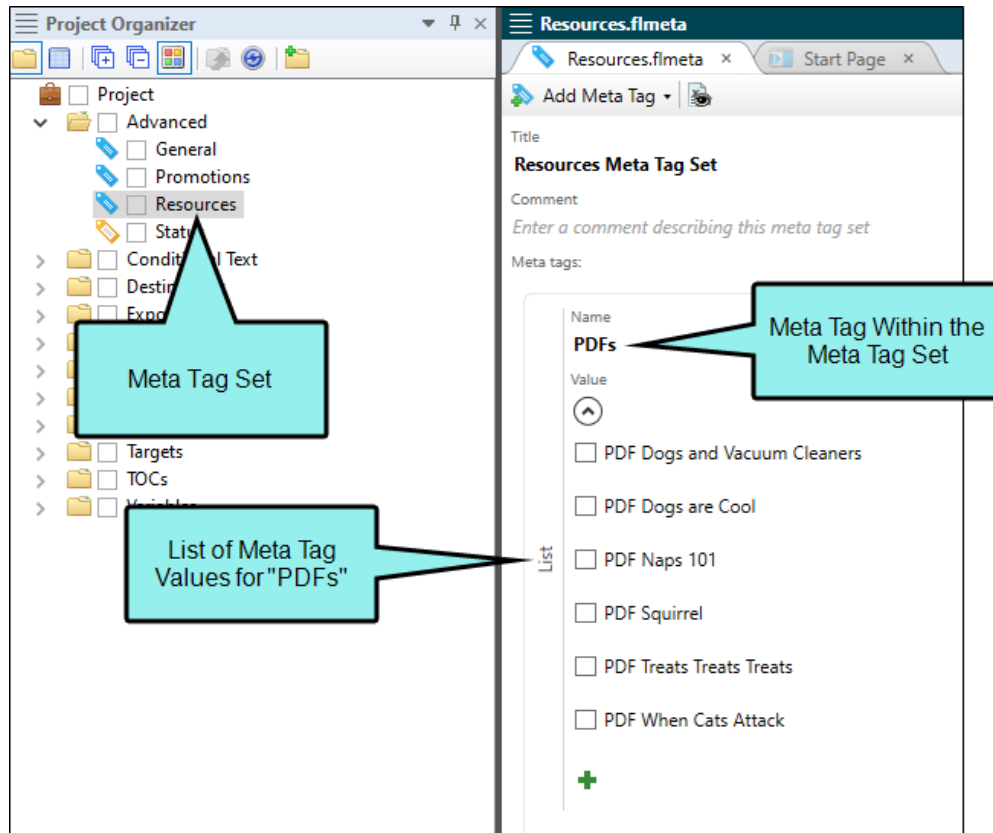 Project Organizer
Project
Advanced
General
Promotions
Resources
Conditional Text
Targets
TOCs
Meta Tag Set
List of Meta Tag
Values for "PDFs"
Resources.flmeta
Resources.flmeta
Start Page
Add Meta Tag
Title
Resources Meta Tag Set
Comment
Enter a comment describing this meta tag set
Meta tags:
Name
PDFs
Meta Tag Within the
Meta Tag Set
Value
List
PDF Dogs and Vacuum Cleaners
PDF Dogs are Cool
PDF Naps 101
PDF Squirrel
PDF Treats Treats Treats
PDF When Cats Attack